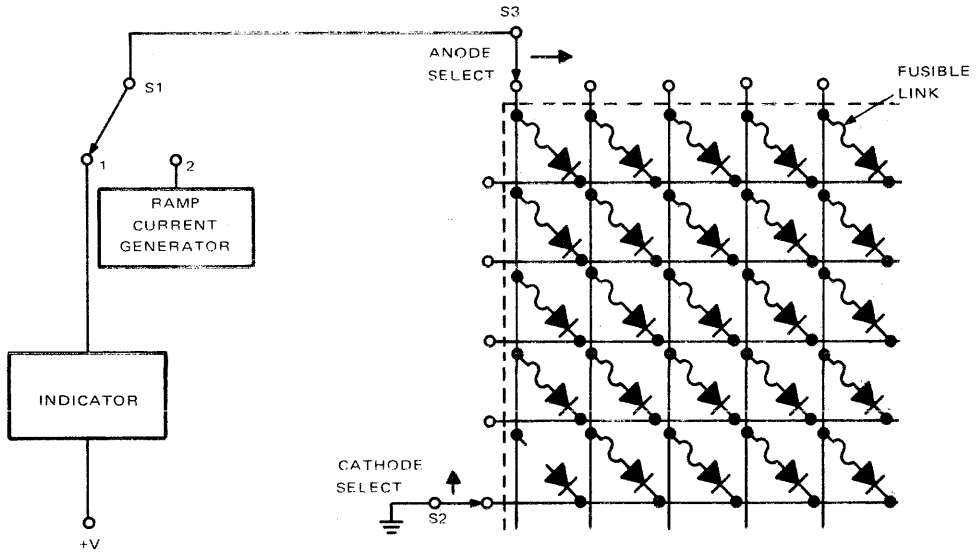 S3
ANODE
SELECT
FUSIBLE
LINK
S1
1
2
RAMP
CURRENT
GENERATOR
INDICATOR
CATHODE
SELECT
S2
+V